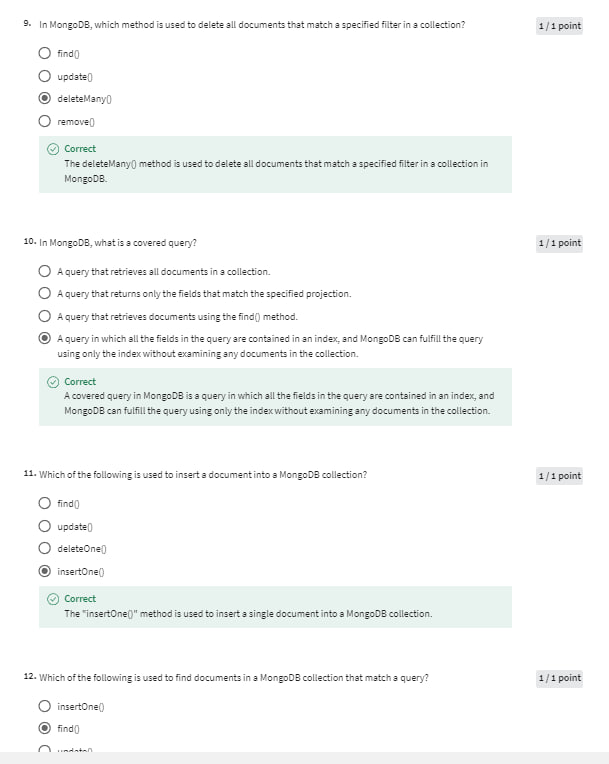 9. In MongoDB, which method is used to delete all documents that match a specified filter in a collection?
1 / 1 point
find()
update()
deleteMany()
remove()
Correct
The deleteMany() method is used to delete all documents that match a specified filter in a collection in
MongoDB.
10. In MongoDB, what is a covered query?
1 / 1 point
A query that retrieves all documents in a collection.
A query that returns only the fields that match the specified projection.
A query that retrieves documents using the find() method.
A query in which all the fields in the query are contained in an index, and MongoDB can fulfill the query
using only the index without examining any documents in the collection.
Correct
A covered query in MongoDB is a query in which all the fields in the query are contained in an index, and
MongoDB can fulfill the query using only the index without examining any documents in the collection.
11. Which of the following is used to insert a document into a MongoDB collection?
1 / 1 point
find()
update()
deleteOne()
insertOne()
Correct
The "insertOne()" method is used to insert a single document into a MongoDB collection.
12. Which of the following is used to find documents in a MongoDB collection that match a query?
1 / 1 point
insertOne()
find()